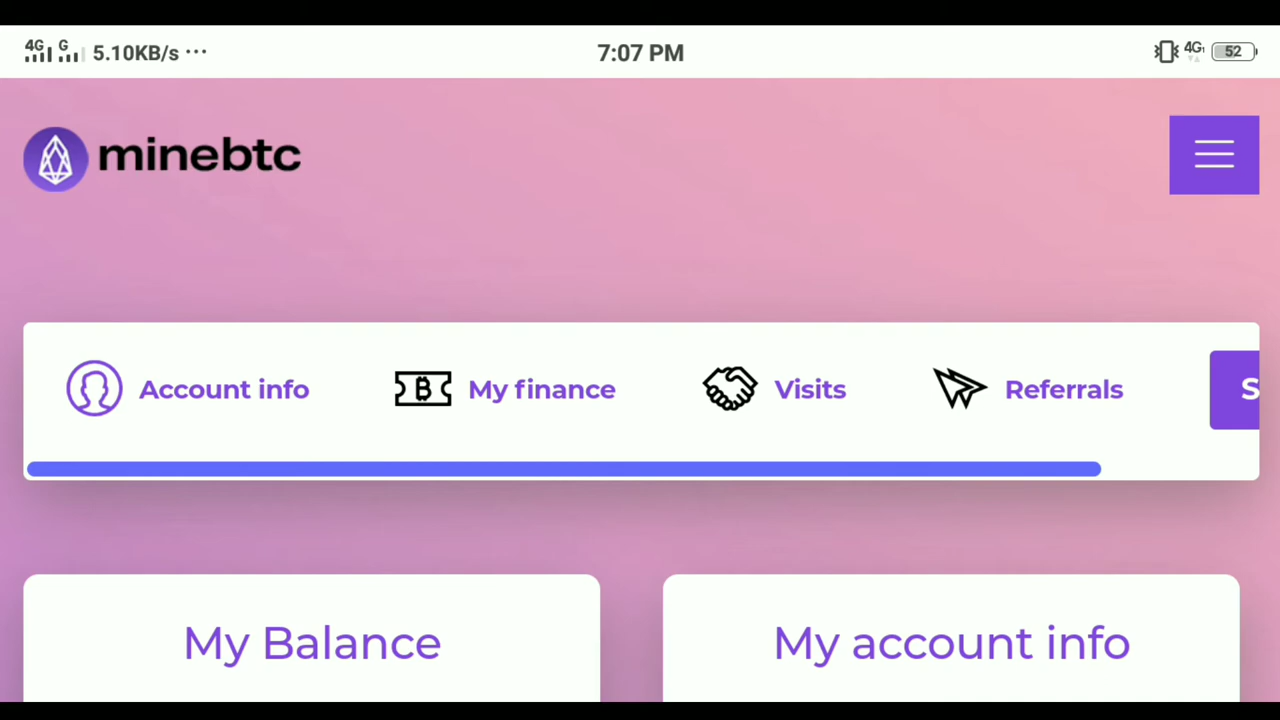 4G G 5.10KB/s ··· 7:07 PM 4G 52
minebtc
Account info My finance Visits Referrals S
My Balance My account info